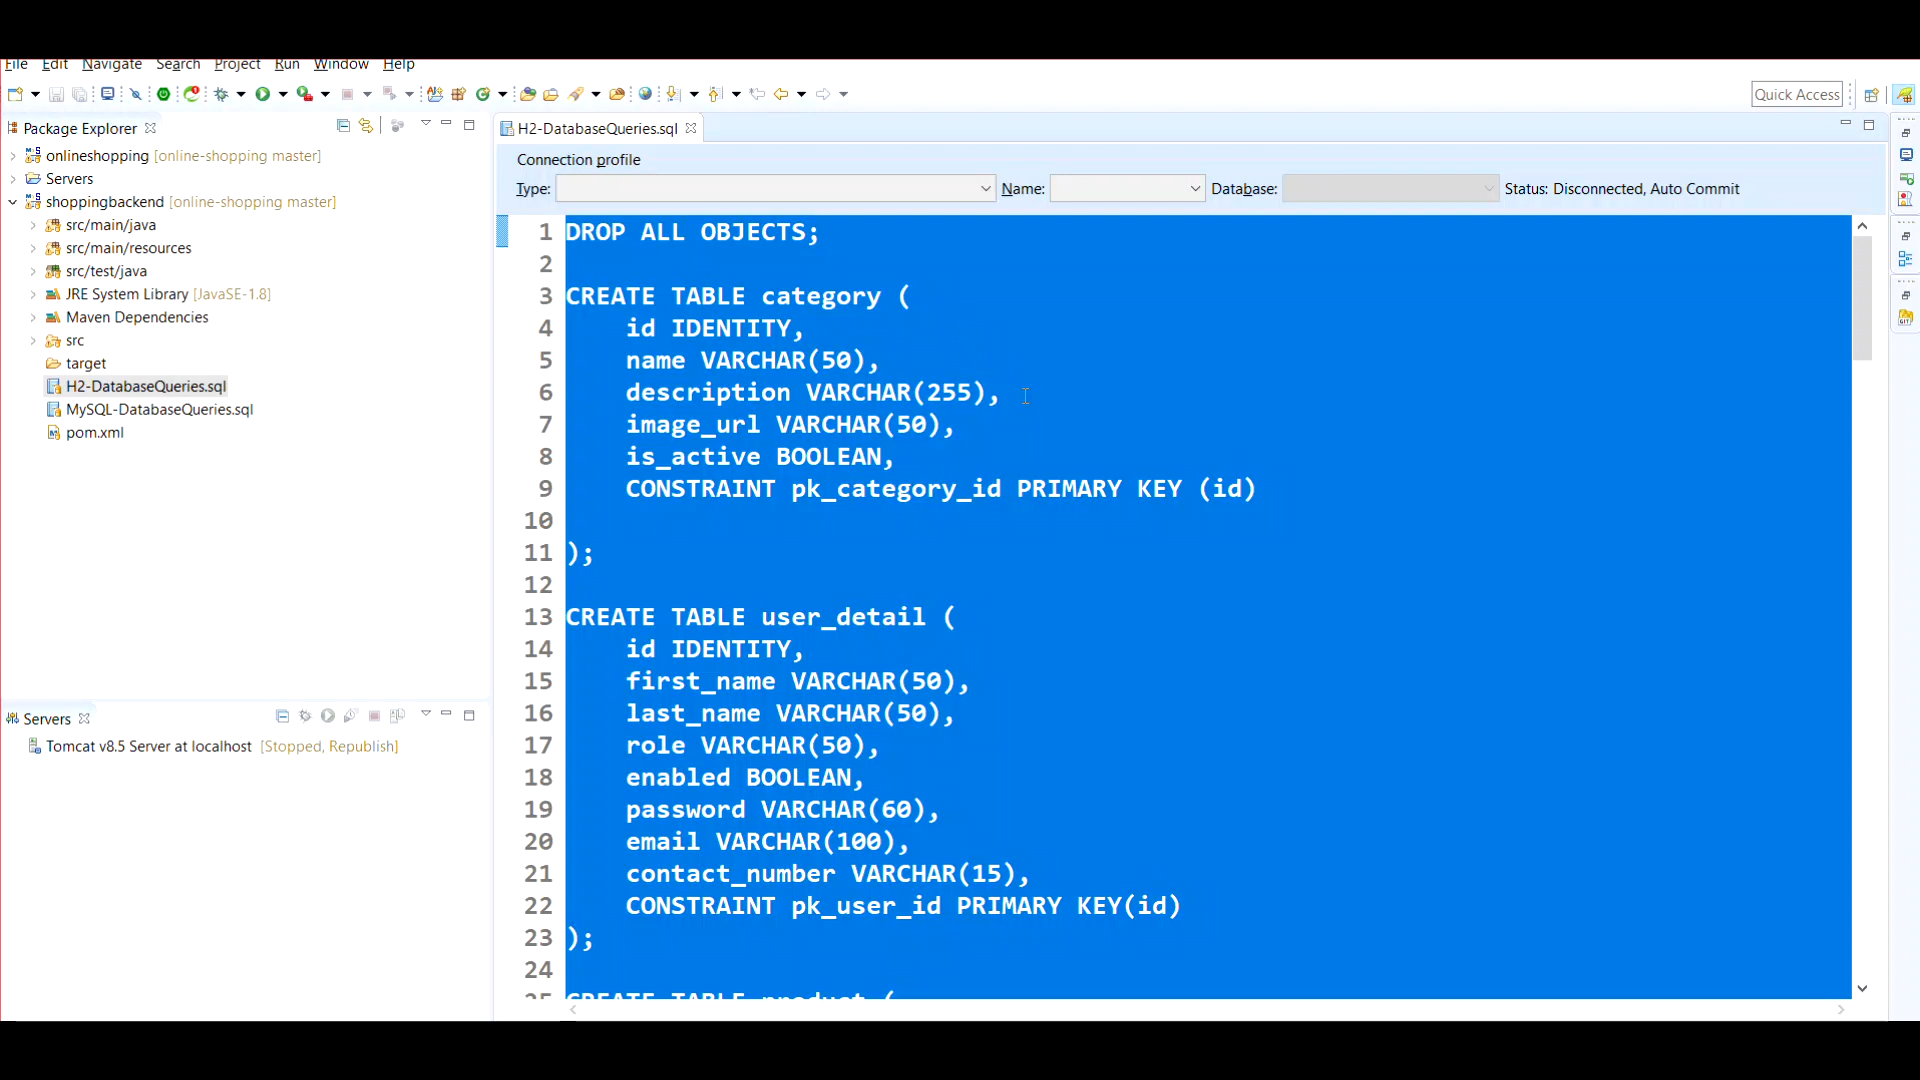 File Edit Navigate Search Project Run Window Help
Quick Access
Package Explorer
onlineshopping [online-shopping master]
Servers
shoppingbackend [online-shopping master]
src/main/java
src/main/resources
src/test/java
JRE System Library [JavaSE-1.8]
Maven Dependencies
src
target
H2-DatabaseQueries.sql
MySQL-DatabaseQueries.sql
pom.xml
Servers
Tomcat v8.5 Server at localhost [Stopped, Republish]
H2-DatabaseQueries.sql
Connection profile
Type: Name: Database: Status: Disconnected, Auto Commit
1 DROP ALL OBJECTS;
2
3 CREATE TABLE category (
4 id IDENTITY,
5 name VARCHAR(50),
6 description VARCHAR(255),
7 image_url VARCHAR(50),
8 is_active BOOLEAN,
9 CONSTRAINT pk_category_id PRIMARY KEY (id)
10
11 );
12
13 CREATE TABLE user_detail (
14 id IDENTITY,
15 first_name VARCHAR(50),
16 last_name VARCHAR(50),
17 role VARCHAR(50),
18 enabled BOOLEAN,
19 password VARCHAR(60),
20 email VARCHAR(100),
21 contact_number VARCHAR(15),
22 CONSTRAINT pk_user_id PRIMARY KEY(id)
23 );
24
25 CREATE TABLE product (